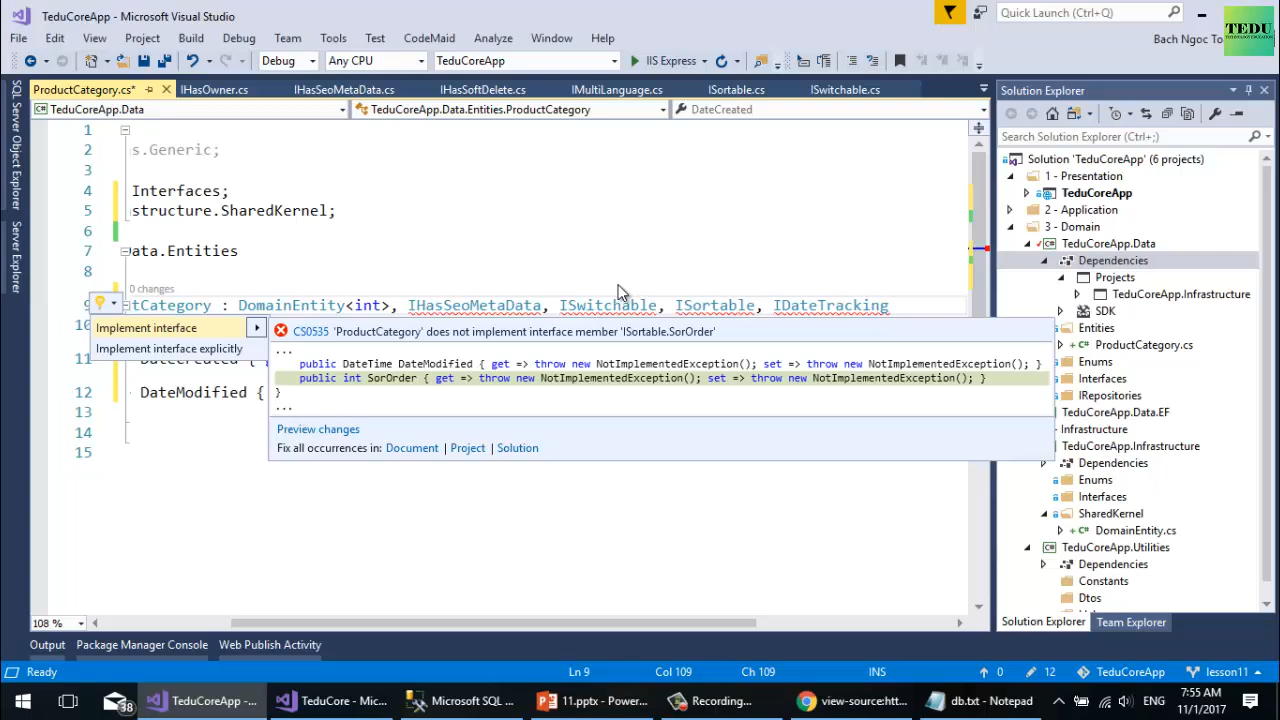 TeduCoreApp - Microsoft Visual Studio
Quick Launch (Ctrl+Q)
TEDU
File Edit View Project Build Debug Team Tools Test CodeMaid Analyze Window Help
Bach Ngoc To
Debug Any CPU TeduCoreApp IIS Express
ProductCategory.cs* IHasOwner.cs IHasSeoMetaData.cs IHasSoftDelete.cs IMultiLanguage.cs ISortable.cs ISwitchable.cs
TeduCoreApp.Data TeduCoreApp.Data.Entities.ProductCategory DateCreated
SQL Server Object Explorer
Server Explorer
1
2 s.Generic;
3
4 Interfaces;
5 structure.SharedKernel;
6
7 ata.Entities
8
0 changes
9 tCategory : DomainEntity<int>, IHasSeoMetaData, ISwitchable, ISortable, IDateTracking
10
11
12 DateModified {
13
14
15
Implement interface
Implement interface explicitly
CS0535 'ProductCategory' does not implement interface member 'ISortable.SorOrder'
...
public DateTime DateModified { get => throw new NotImplementedException(); set => throw new NotImplementedException(); }
public int SorOrder { get => throw new NotImplementedException(); set => throw new NotImplementedException(); }
}
...
Preview changes
Fix all occurrences in: Document | Project | Solution
108 %
Solution Explorer
Search Solution Explorer (Ctrl+;)
Solution 'TeduCoreApp' (6 projects)
1 - Presentation
TeduCoreApp
2 - Application
3 - Domain
TeduCoreApp.Data
Dependencies
Projects
TeduCoreApp.Infrastructure
SDK
Entities
ProductCategory.cs
Enums
Interfaces
IRepositories
TeduCoreApp.Data.EF
Infrastructure
TeduCoreApp.Infrastructure
Dependencies
Enums
Interfaces
SharedKernel
DomainEntity.cs
TeduCoreApp.Utilities
Dependencies
Constants
Dtos
Solution Explorer Team Explorer
Output Package Manager Console Web Publish Activity
Ready Ln 9 Col 109 Ch 109 INS 0 12 TeduCoreApp lesson11
38 TeduCoreApp -... TeduCore - Mic... Microsoft SQL ... 11.pptx - Power... Recording... view-source:htt... db.txt - Notepad ENG
7:55 AM
11/1/2017